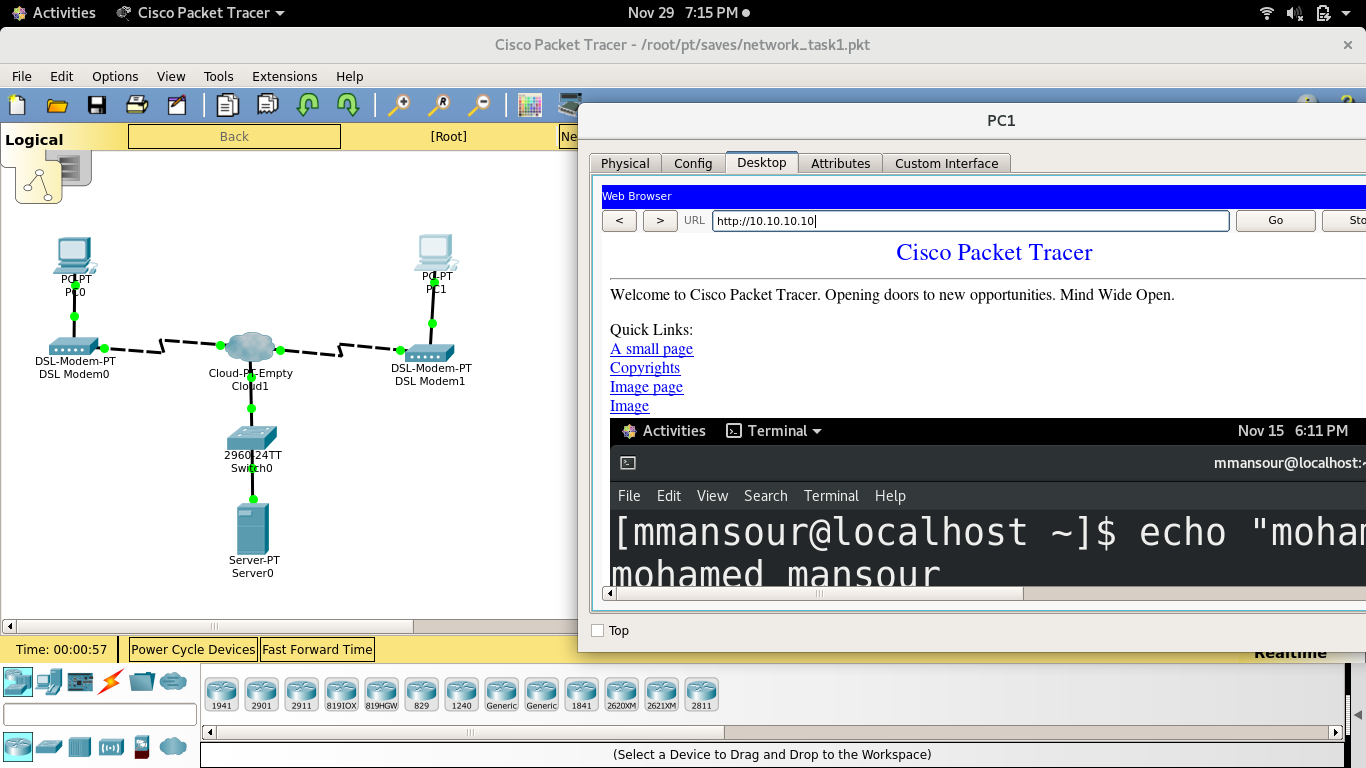 Activities Cisco Packet Tracer Nov 29 7:15 PM
Cisco Packet Tracer - /root/pt/saves/network_task1.pkt
File Edit Options View Tools Extensions Help
Logical Back [Root] Ne
PC1
Physical Config Desktop Attributes Custom Interface
Web Browser
< > URL http://10.10.10.10 Go Sto
Cisco Packet Tracer
Welcome to Cisco Packet Tracer. Opening doors to new opportunities. Mind Wide Open.
Quick Links:
A small page
Copyrights
Image page
Image
Activities Terminal Nov 15 6:11 PM
mmansour@localhost:~
File Edit View Search Terminal Help
[mmansour@localhost ~]$ echo "moham
mohamed mansour
Top
PC-PT
PC0
PC-PT
PC1
DSL-Modem-PT
DSL Modem0
Cloud-PT-Empty
Cloud1
DSL-Modem-PT
DSL Modem1
2960-24TT
Switch0
Server-PT
Server0
Time: 00:00:57 Power Cycle Devices Fast Forward Time Realtime
1941 2901 2911 819IOX 819HGW 829 1240 Generic Generic 1841 2620XM 2621XM 2811
(Select a Device to Drag and Drop to the Workspace)